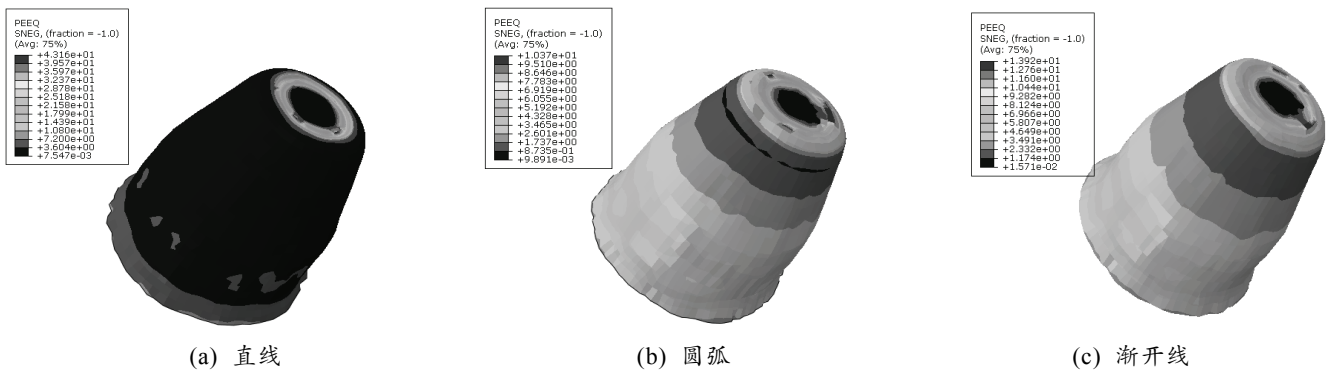 PEEQ
SNEG, (fraction = -1.0)
(Avg: 75%)
+4.316e+01
+3.957e+01
+3.597e+01
+3.237e+01
+2.878e+01
+2.518e+01
+2.158e+01
+1.799e+01
+1.439e+01
+1.080e+01
+7.200e+00
+3.604e+00
+7.547e-03
(a) 直线
PEEQ
SNEG, (fraction = -1.0)
(Avg: 75%)
+1.037e+01
+9.510e+00
+8.646e+00
+7.783e+00
+6.919e+00
+6.055e+00
+5.192e+00
+4.328e+00
+3.465e+00
+2.601e+00
+1.737e+00
+8.735e-01
+9.891e-03
(b) 圆弧
PEEQ
SNEG, (fraction = -1.0)
(Avg: 75%)
+1.392e+01
+1.276e+01
+1.160e+01
+1.044e+01
+9.282e+00
+8.124e+00
+6.966e+00
+5.807e+00
+4.649e+00
+3.491e+00
+2.332e+00
+1.174e+00
+1.571e-02
(c) 渐开线